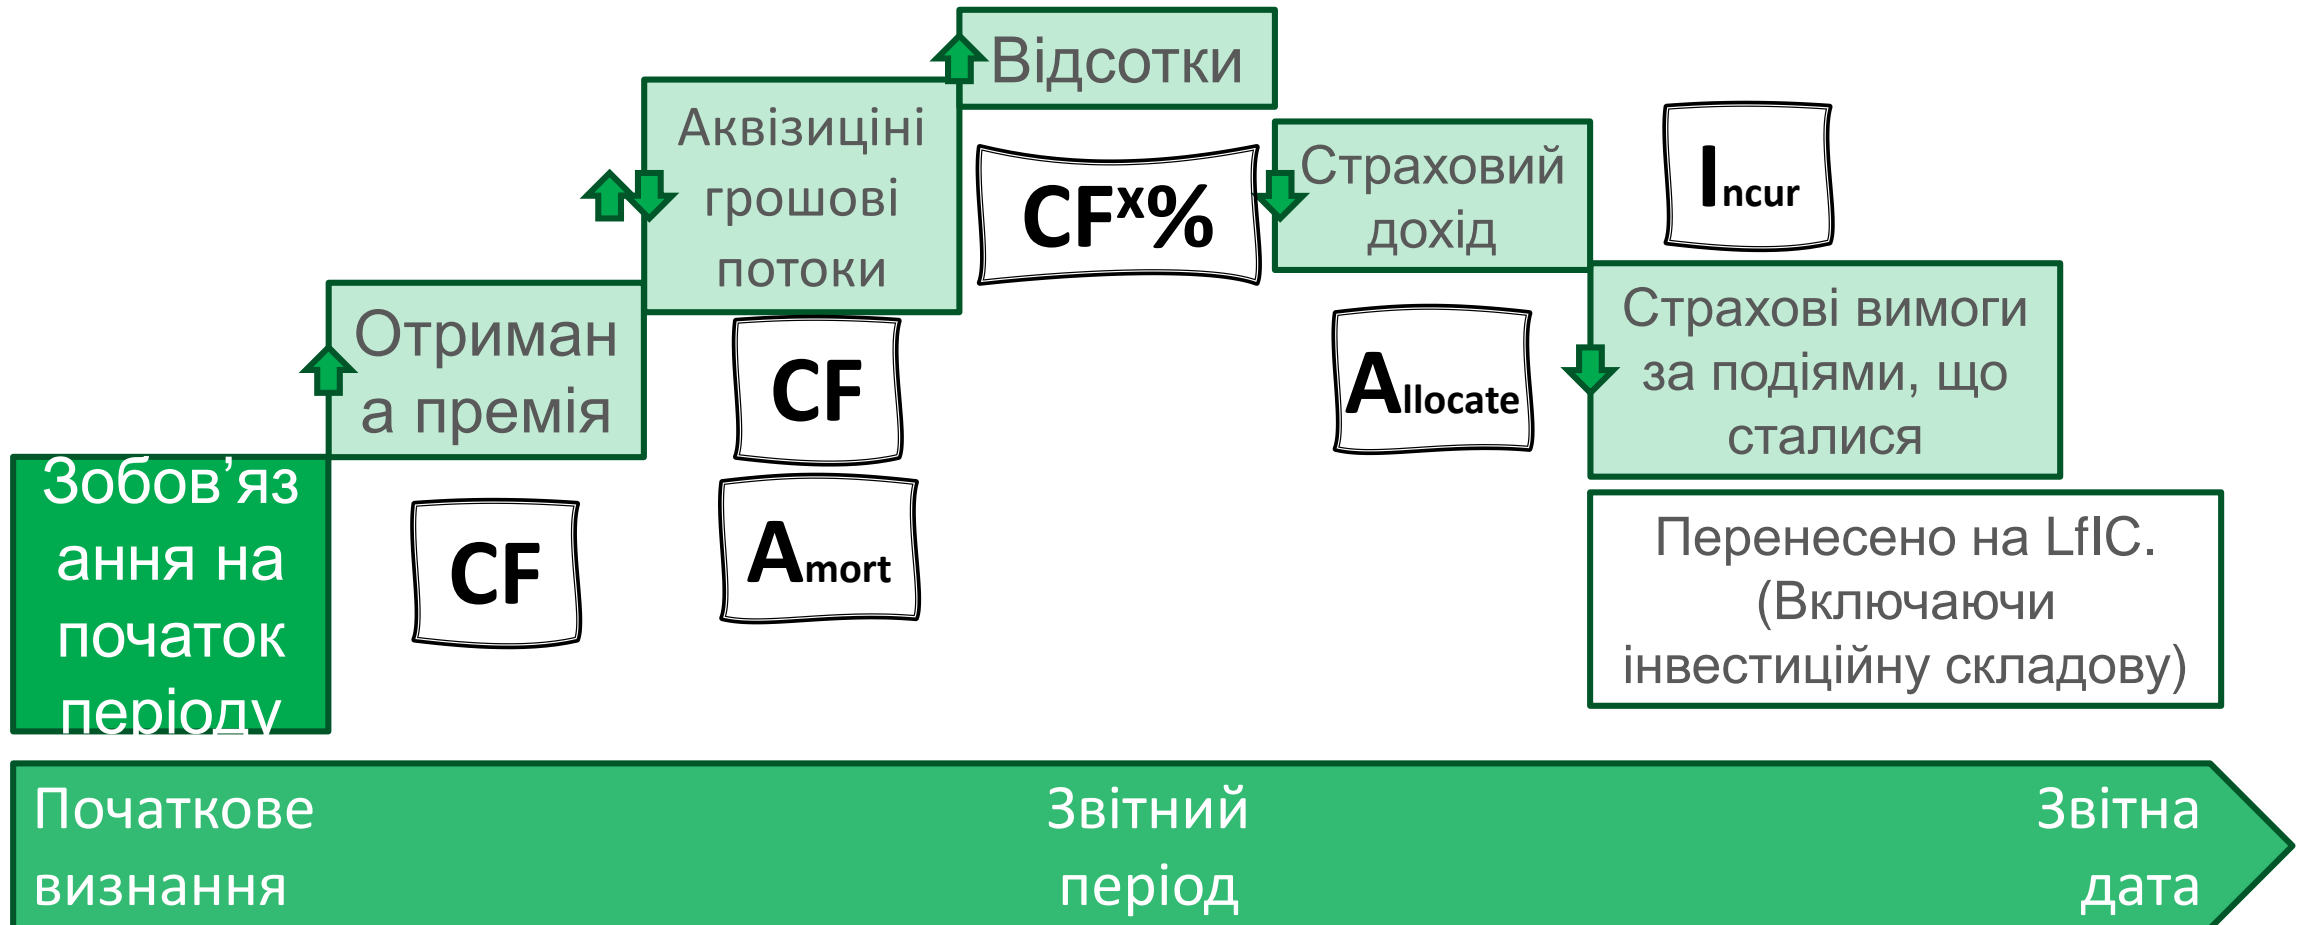 Відсотки
Аквізиціні
грошові
потоки
Отриман
а премія
Зобов’яз
ання на
початок
періоду
CF
CF
Amort
CFx%
Страховий
дохід
Allocate
Incur
Страхові вимоги
за подіями, що
сталися
Перенесено на LfIC.
(Включаючи
інвестиційну складову)
Початкове
визнання
Звітний
період
Звітна
дата